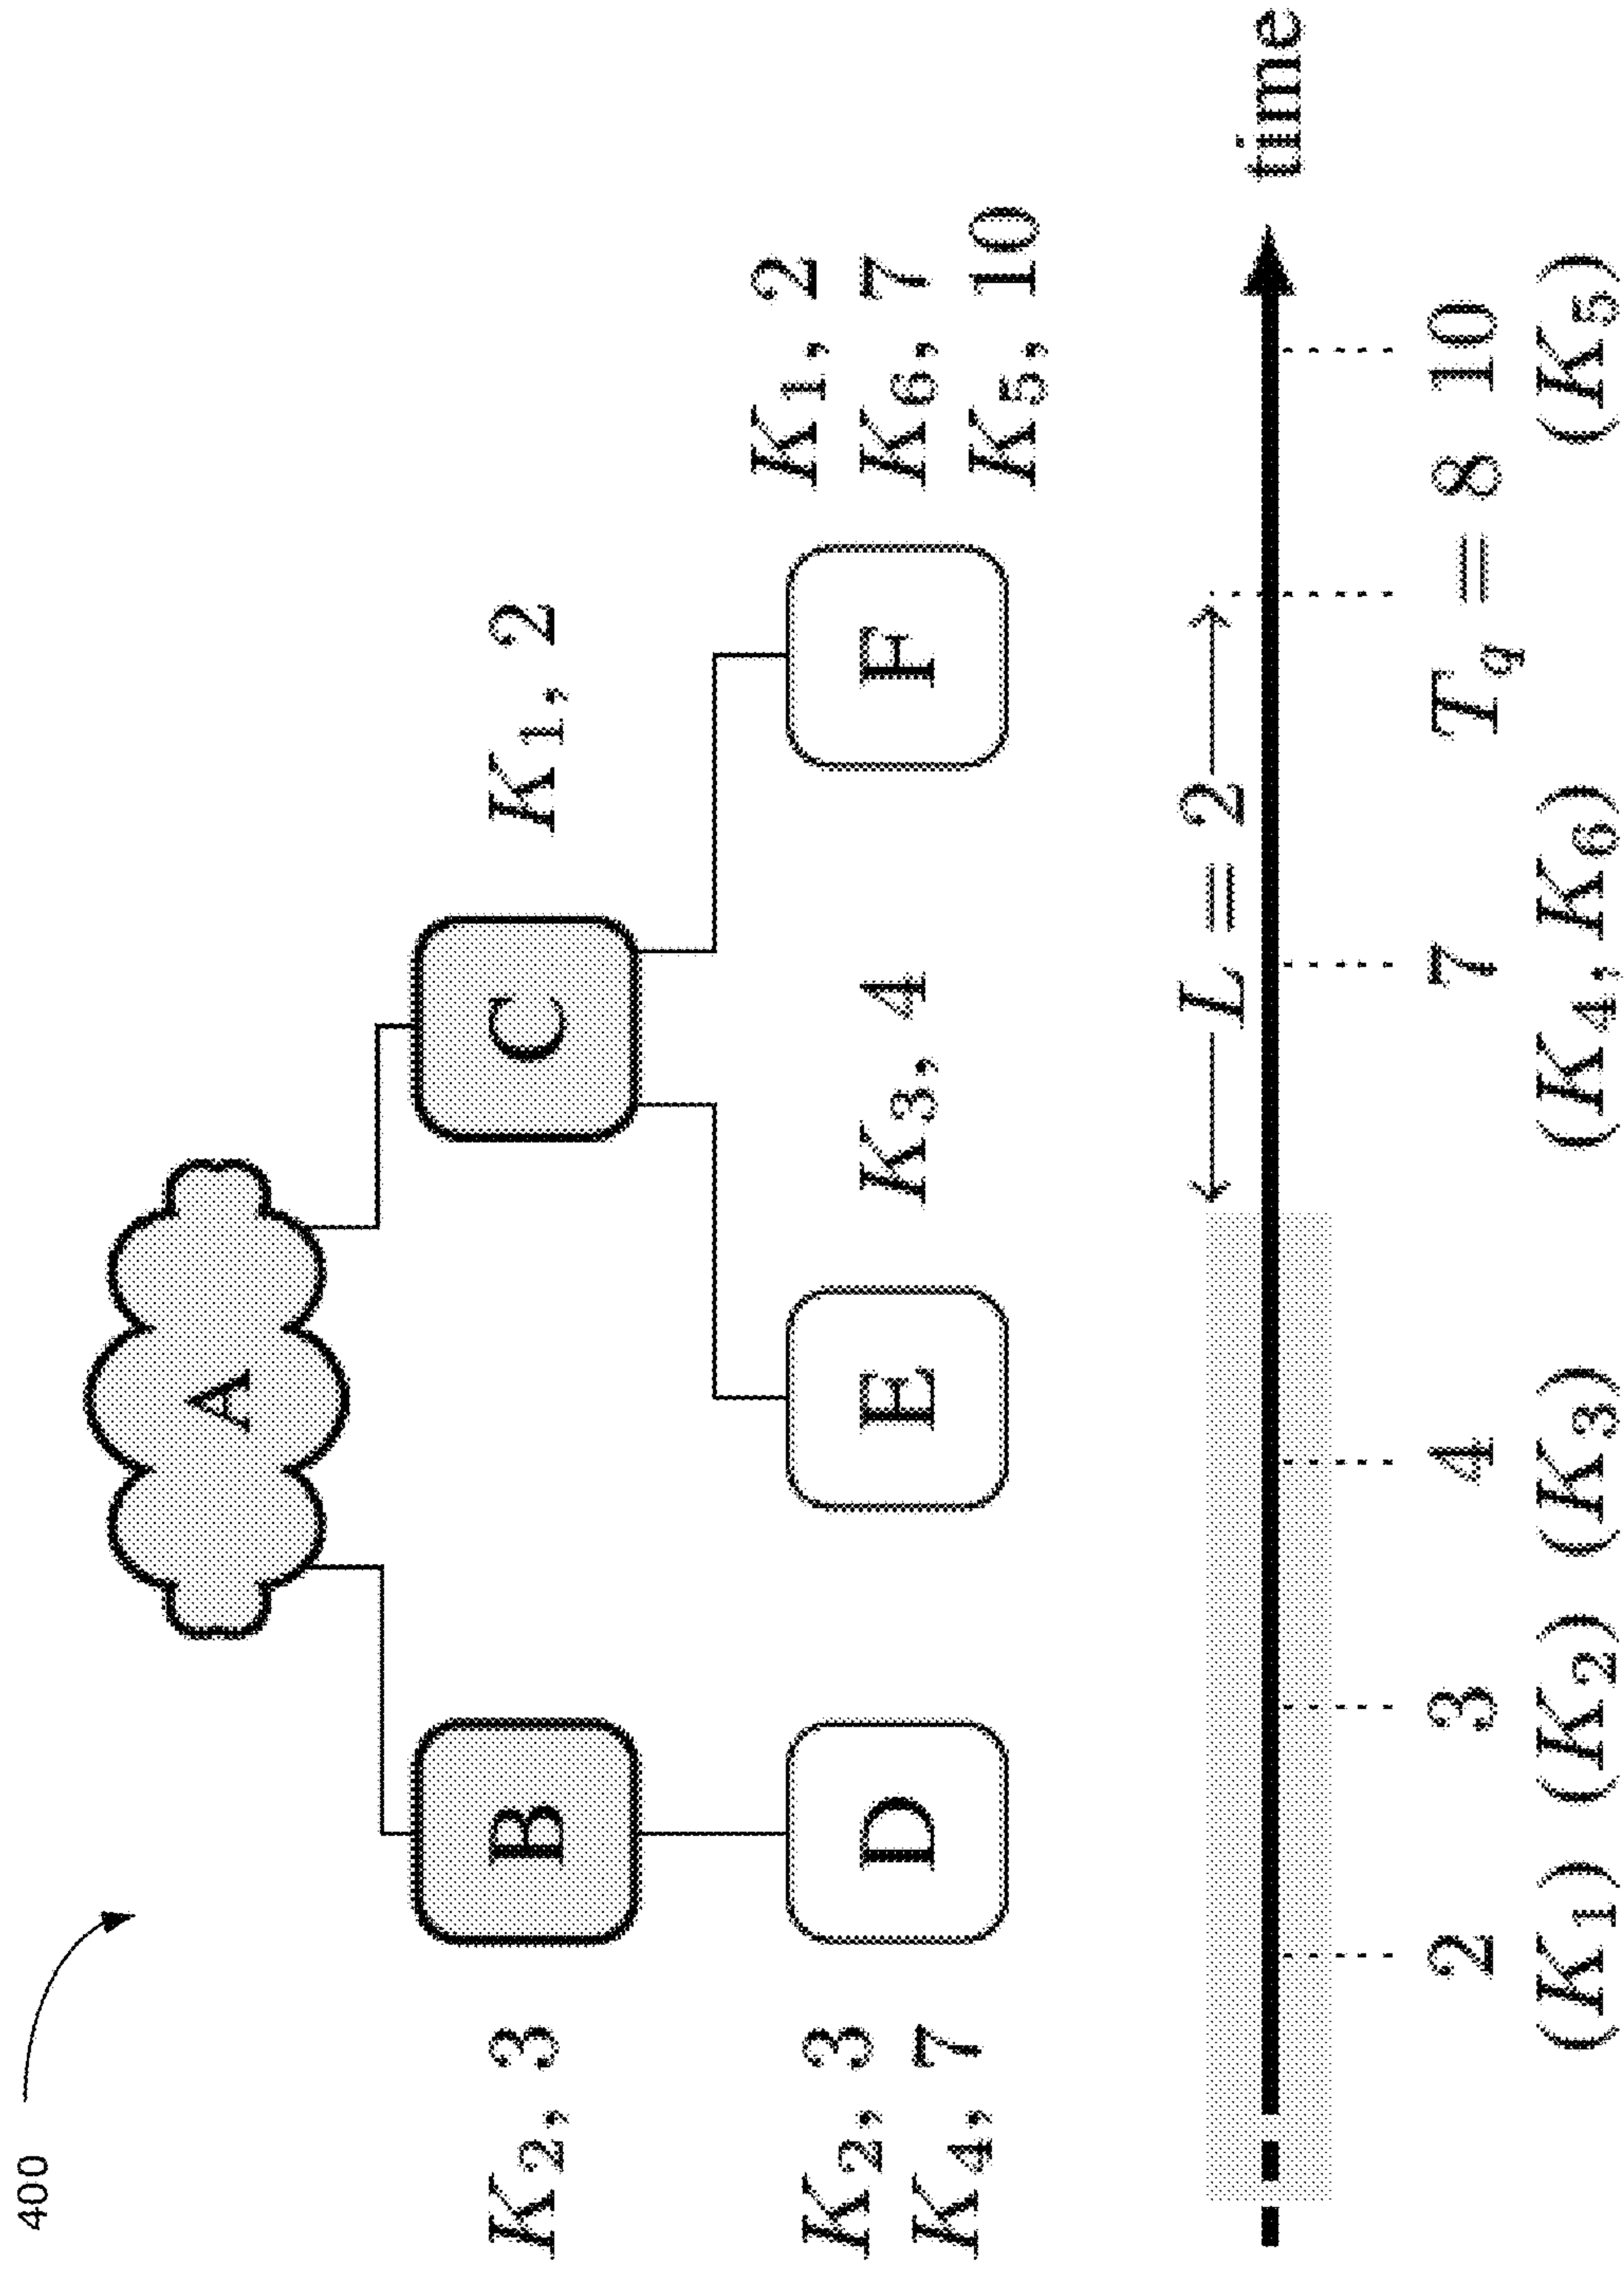 400
A
K2, 3
B
C
K1, 2
K2, 3
K4, 7
D
E
K3, 4
F
K1, 2
K6, 7
K5, 10
L = 2
time
2 3 4 7 Tq = 8 10
(K1) (K2) (K3) (K4, K6) (K5)